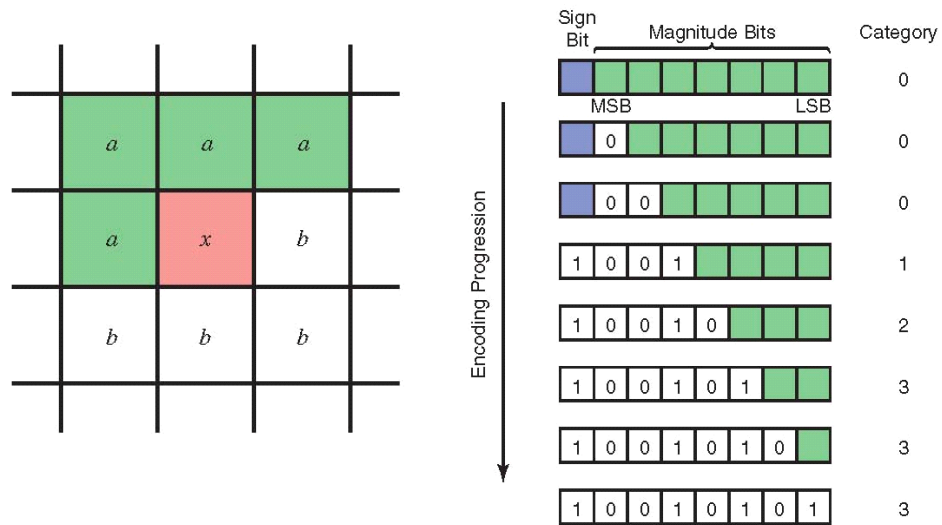 a a a
a x b
b b b
Encoding Progression
Sign Bit
Magnitude Bits
Category
0
MSB LSB
0 0
0 0 0
1 0 0 1 1
1 0 0 1 0 2
1 0 0 1 0 1 3
1 0 0 1 0 1 0 3
1 0 0 1 0 1 0 1 3